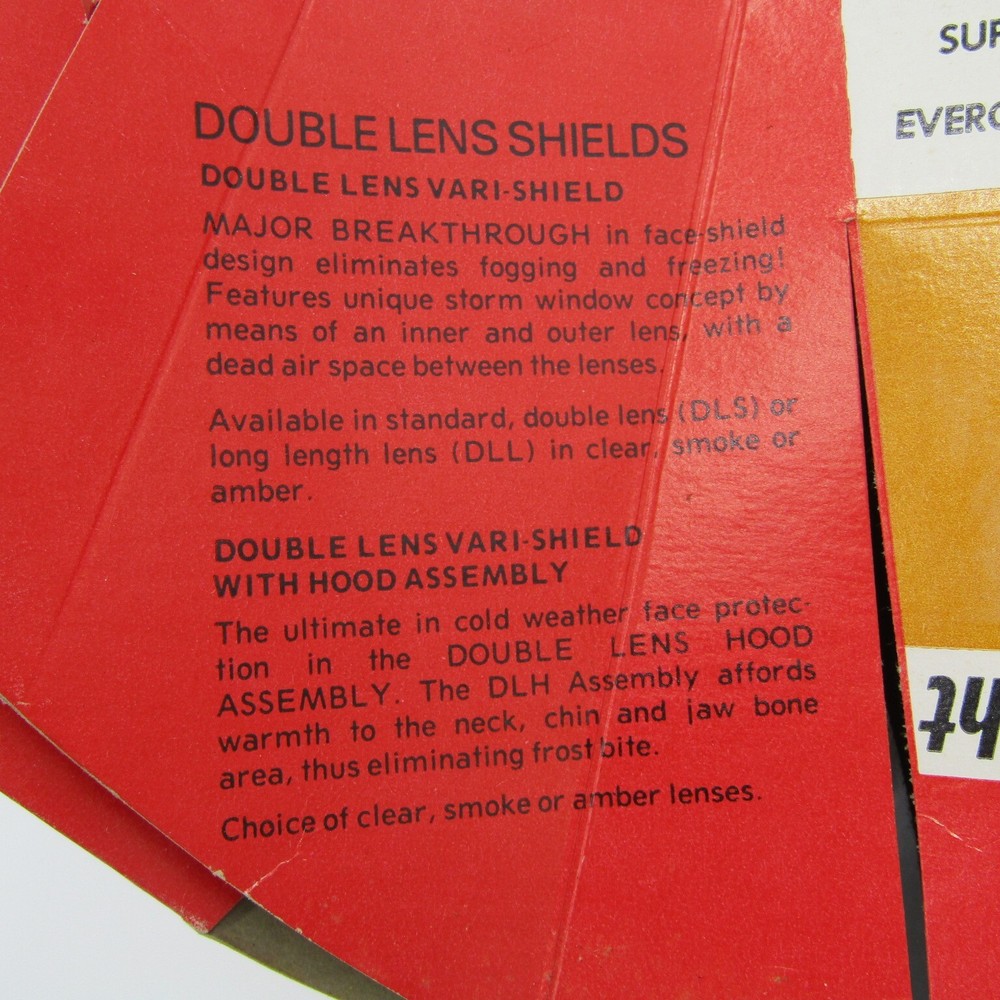 DOUBLE LENS SHIELDS
DOUBLE LENS VARI-SHIELD
MAJOR BREAKTHROUGH in face-shield
design eliminates fogging and freezing!
Features unique storm window concept by
means of an inner and outer lens, with a
dead air space between the lenses.
Available in standard, double lens (DLS) or
long length lens (DLL) in clear, smoke or
amber.
DOUBLE LENS VARI-SHIELD
WITH HOOD ASSEMBLY
The ultimate in cold weather face protec-
tion in the DOUBLE LENS HOOD
ASSEMBLY. The DLH Assembly affords
warmth to the neck, chin and jaw bone
area, thus eliminating frost bite.
Choice of clear, smoke or amber lenses.